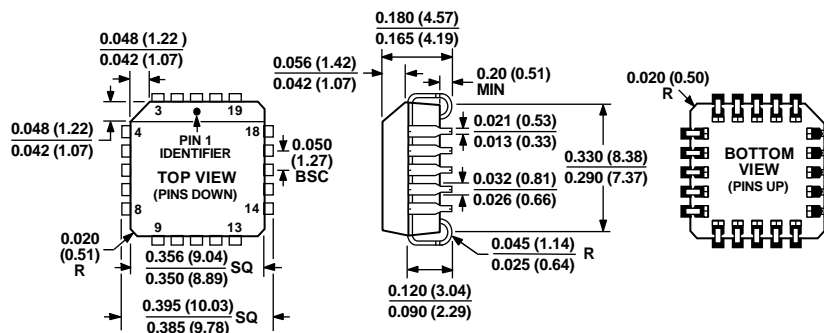 0.048 (1.22 )
0.042 (1.07)
0.048 (1.22)
0.042 (1.07)
3
19
4
18
PIN 1
IDENTIFIER
TOP VIEW
(PINS DOWN)
8
14
9
13
0.050
(1.27)
BSC
0.020
(0.51)
R
0.356 (9.04)
0.350 (8.89)
SQ
0.395 (10.03)
0.385 (9.78)
SQ
0.180 (4.57)
0.165 (4.19)
0.056 (1.42)
0.042 (1.07)
0.20 (0.51)
MIN
0.021 (0.53)
0.013 (0.33)
0.032 (0.81)
0.026 (0.66)
0.330 (8.38)
0.290 (7.37)
0.045 (1.14)
0.025 (0.64)
R
0.120 (3.04)
0.090 (2.29)
0.020 (0.50)
R
BOTTOM
VIEW
(PINS UP)